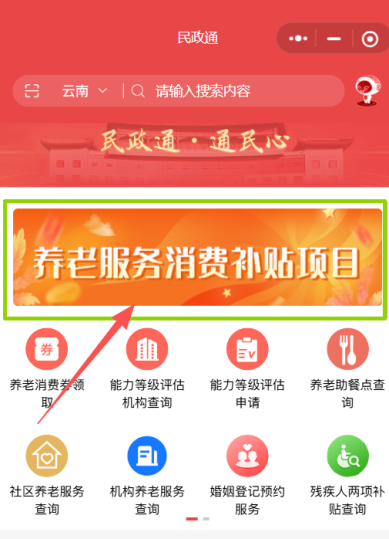 民政通
云南
请输入搜索内容
民政通·通民心
养老服务消费补贴项目
券
养老消费券领
取
能力等级评估
机构查询
能力等级评估
申请
养老助餐点查
询
社区养老服务
查询
机构养老服务
查询
婚姻登记预约
服务
残疾人两项补
贴查询